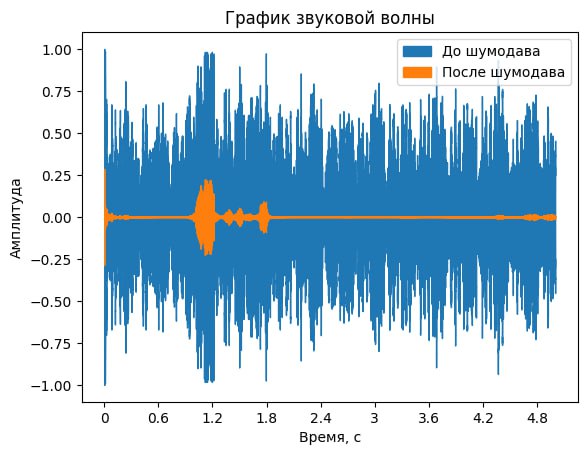 График звуковой волны
До шумодава
После шумодава
1.00
0.75
0.50
0.25
0.00
−0.25
−0.50
−0.75
−1.00
Амплитуда
0 0.6 1.2 1.8 2.4 3 3.6 4.2 4.8
Время, с